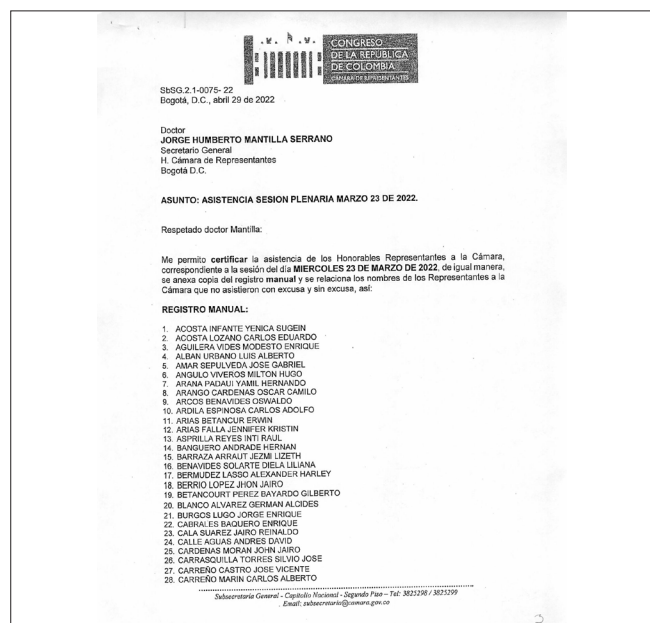 CONGRESO
DE LA REPÚBLICA
DE COLOMBIA
CÁMARA DE REPRESENTANTES
SbSG.2.1-0075- 22
Bogotá, D.C., abril 29 de 2022
Doctor
JORGE HUMBERTO MANTILLA SERRANO
Secretario General
H. Cámara de Representantes
Bogotá D.C.
ASUNTO: ASISTENCIA SESION PLENARIA MARZO 23 DE 2022.
Respetado doctor Mantilla:
Me permito certificar la asistencia de los Honorables Representantes a la Cámara,
correspondiente a la sesión del día MIERCOLES 23 DE MARZO DE 2022, de igual manera,
se anexa copia del registro manual y se relaciona los nombres de los Representantes a la
Cámara que no asistieron con excusa y sin excusa, así:
REGISTRO MANUAL:
1. ACOSTA INFANTE YENICA SUGEIN
2. ACOSTA LOZANO CARLOS EDUARDO
3. AGUILERA VIDES MODESTO ENRIQUE
4. ALBAN URBANO LUIS ALBERTO
5. AMAR SEPULVEDA JOSE GABRIEL
6. ANGULO VIVEROS MILTON HUGO
7. ARANA PADAUI YAMIL HERNANDO
8. ARANGO CARDENAS OSCAR CAMILO
9. ARCOS BENAVIDES OSWALDO
10. ARDILA ESPINOSA CARLOS ADOLFO
11. ARIAS BETANCUR ERWIN
12. ARIAS FALLA JENNIFER KRISTIN
13. ASPRILLA REYES INTI RAUL
14. BANGUERO ANDRADE HERNAN
15. BARRAZA ARRAUT JEZMI LIZETH
16. BENAVIDES SOLARTE DIELA LILIANA
17. BERMUDEZ LASSO ALEXANDER HARLEY
18. BERRIO LOPEZ JHON JAIRO
19. BETANCOURT PEREZ BAYARDO GILBERTO
20. BLANCO ALVAREZ GERMAN ALCIDES
21. BURGOS LUGO JORGE ENRIQUE
22. CABRALES BAQUERO ENRIQUE
23. CALA SUAREZ JAIRO REINALDO
24. CALLE AGUAS ANDRES DAVID
25. CARDENAS MORAN JOHN JAIRO
26. CARRASQUILLA TORRES SILVIO JOSE
27. CARREÑO CASTRO JOSE VICENTE
28. CARREÑO MARIN CARLOS ALBERTO
Subsecretaría General - Capitolio Nacional - Segundo Piso – Tel: 3825298 / 3825299
Email: subsecretaria@camara.gov.co